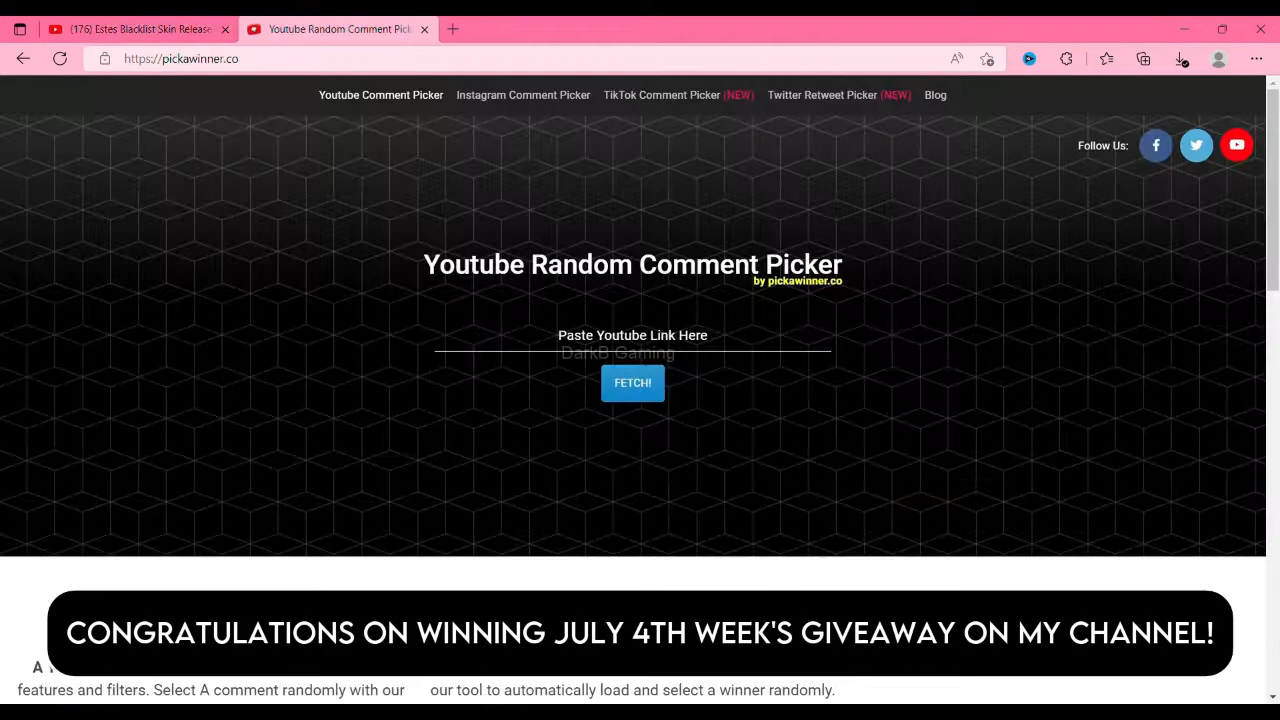 (176) Estes Blacklist Skin Release
Youtube Random Comment Pick
https://pickawinner.co
Youtube Comment Picker Instagram Comment Picker TikTok Comment Picker (NEW) Twitter Retweet Picker (NEW) Blog
Follow Us:
Youtube Random Comment Picker
by pickawinner.co
Paste Youtube Link Here
DarkB Gaming
FETCH!
CONGRATULATIONS ON WINNING JULY 4TH WEEK'S GIVEAWAY ON MY CHANNEL!
features and filters. Select A comment randomly with our
our tool to automatically load and select a winner randomly.